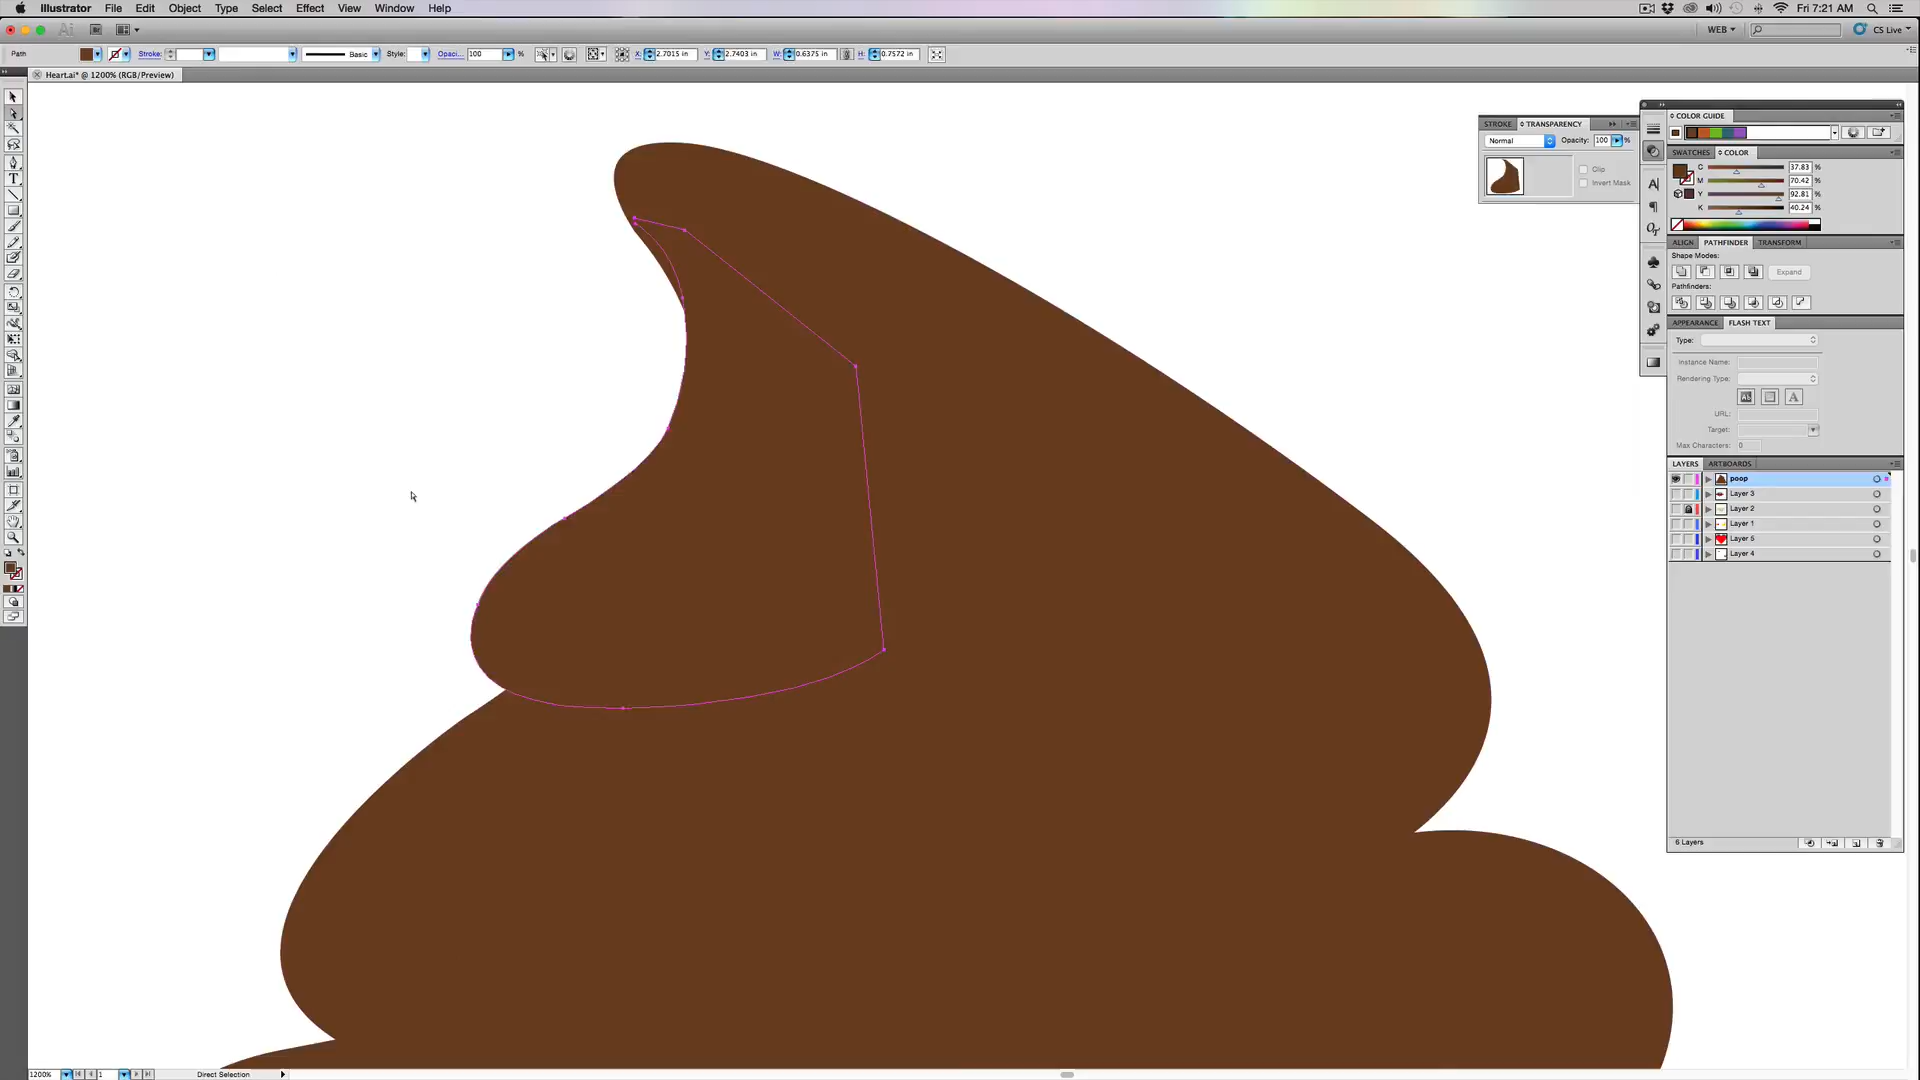 Illustrator File Edit Object Type Select Effect View Window Help Fri 7:21 AM
Ai WEB CS Live
Path Stroke: Basic Style: Opaci... 100 % X: 2.7015 in Y: 2.7403 in W: 0.6375 in H: 0.7572 in
Heart.ai* @ 1200% (RGB/Preview)
STROKE TRANSPARENCY
Normal Opacity: 100 %
Clip
Invert Mask
COLOR GUIDE
SWATCHES COLOR
C 37.83 %
M 70.42 %
Y 92.81 %
K 40.24 %
ALIGN PATHFINDER TRANSFORM
Shape Modes:
Expand
Pathfinders:
APPEARANCE FLASH TEXT
Type:
Instance Name:
Rendering Type:
URL:
Target:
Max Characters: 0
LAYERS ARTBOARDS
poop
Layer 3
Layer 2
Layer 1
Layer 5
Layer 4
6 Layers
1200% 1 Direct Selection